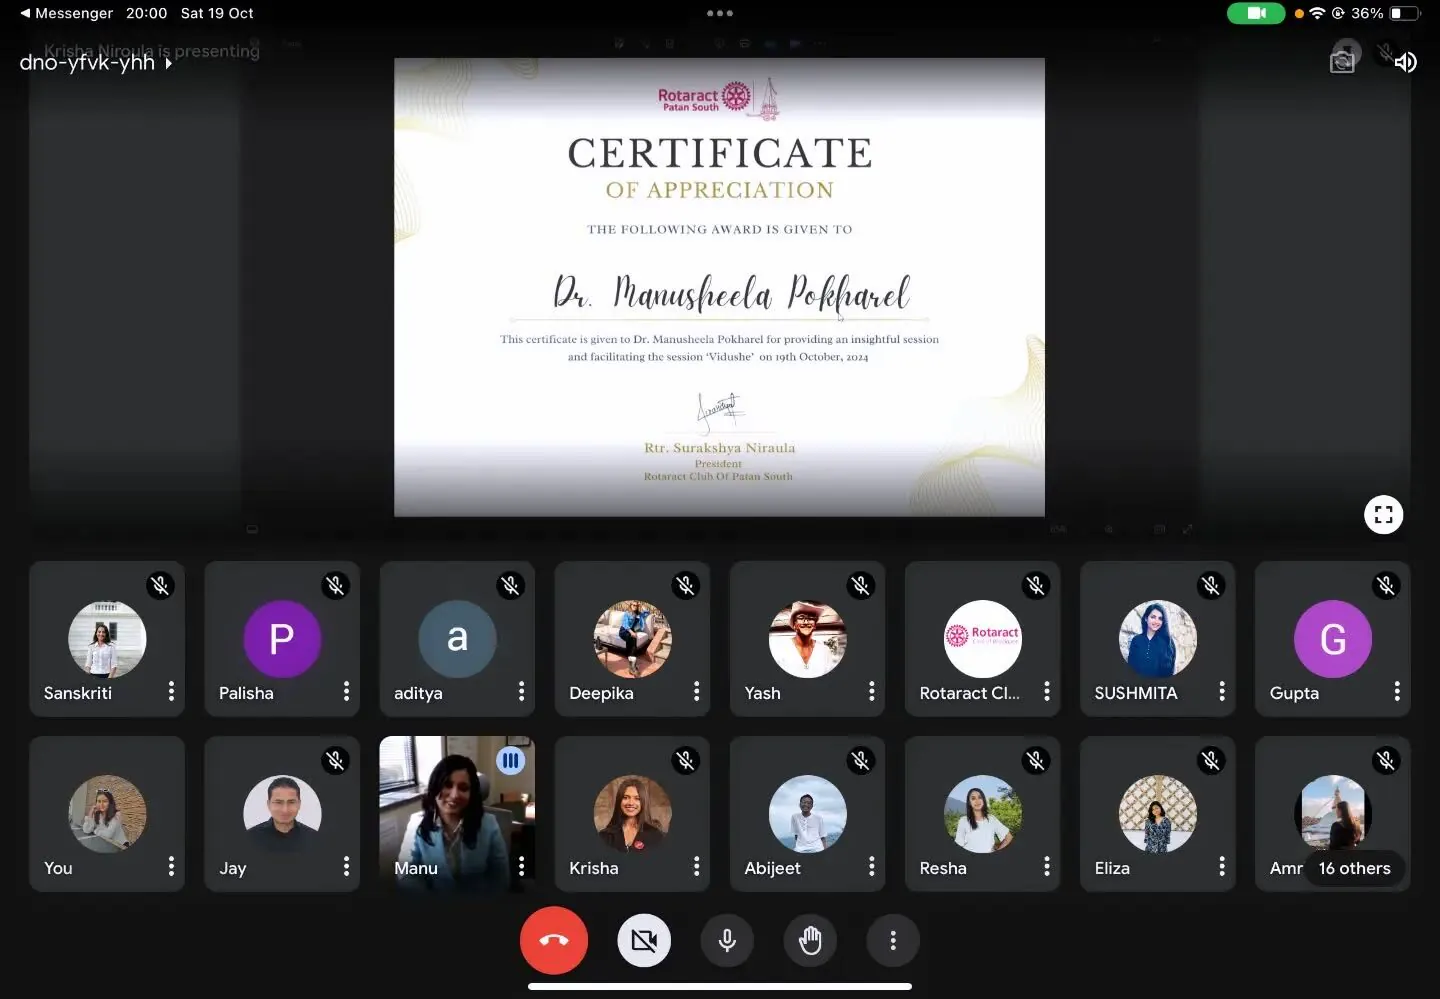 Messenger 20:00 Sat 19 Oct
36%
Krisha Niroula is presenting
dno-yfvk-yhh
Rotaract
Patan South
CERTIFICATE
OF APPRECIATION
THE FOLLOWING AWARD IS GIVEN TO
Dr. Manusheela Pokharel
This certificate is given to Dr. Manusheela Pokharel for providing an insightful session
and facilitating the session ‘Vidushe’ on 19th October, 2024
Rtr. Surakshya Niraula
President
Rotaract Club Of Patan South
Sanskriti
P
Palisha
a
aditya
Deepika
Yash
Rotaract
Rotaract Cl...
SUSHMITA
G
Gupta
You
Jay
Manu
Krisha
Abijeet
Resha
Eliza
Amr
16 others